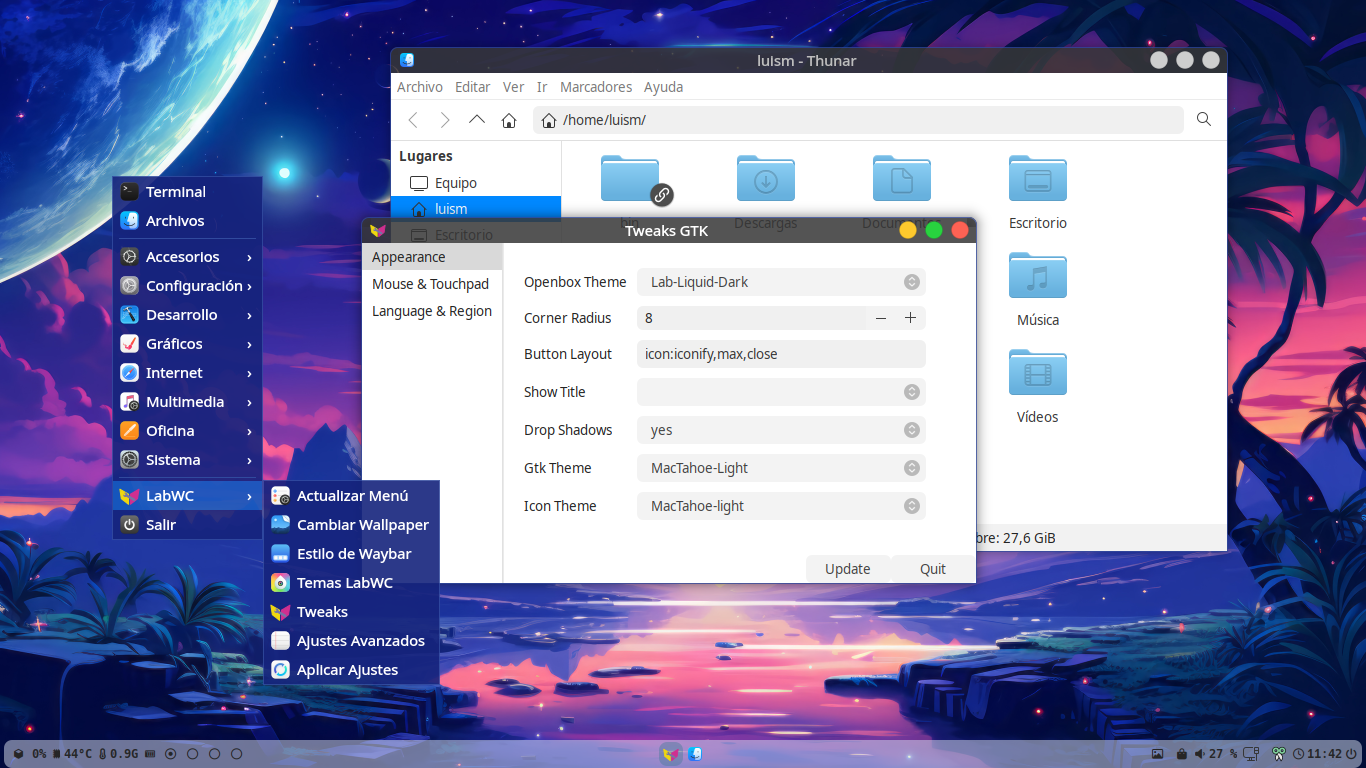 luism - Thunar
Archivo Editar Ver Ir Marcadores Ayuda
/home/luism/
Lugares
Equipo
luism
Escritorio
bin
Descargas
Documentos
Escritorio
Música
Vídeos
bre: 27,6 GiB
Terminal
Archivos
Accesorios
Configuración
Desarrollo
Gráficos
Internet
Multimedia
Oficina
Sistema
LabWC
Salir
Actualizar Menú
Cambiar Wallpaper
Estilo de Waybar
Temas LabWC
Tweaks
Ajustes Avanzados
Aplicar Ajustes
Tweaks GTK
Appearance
Mouse & Touchpad
Language & Region
Openbox Theme Lab-Liquid-Dark
Corner Radius 8
Button Layout icon:iconify,max,close
Show Title
Drop Shadows yes
Gtk Theme MacTahoe-Light
Icon Theme MacTahoe-light
Update Quit
0% 44°C 0.9G
27 % 11:42